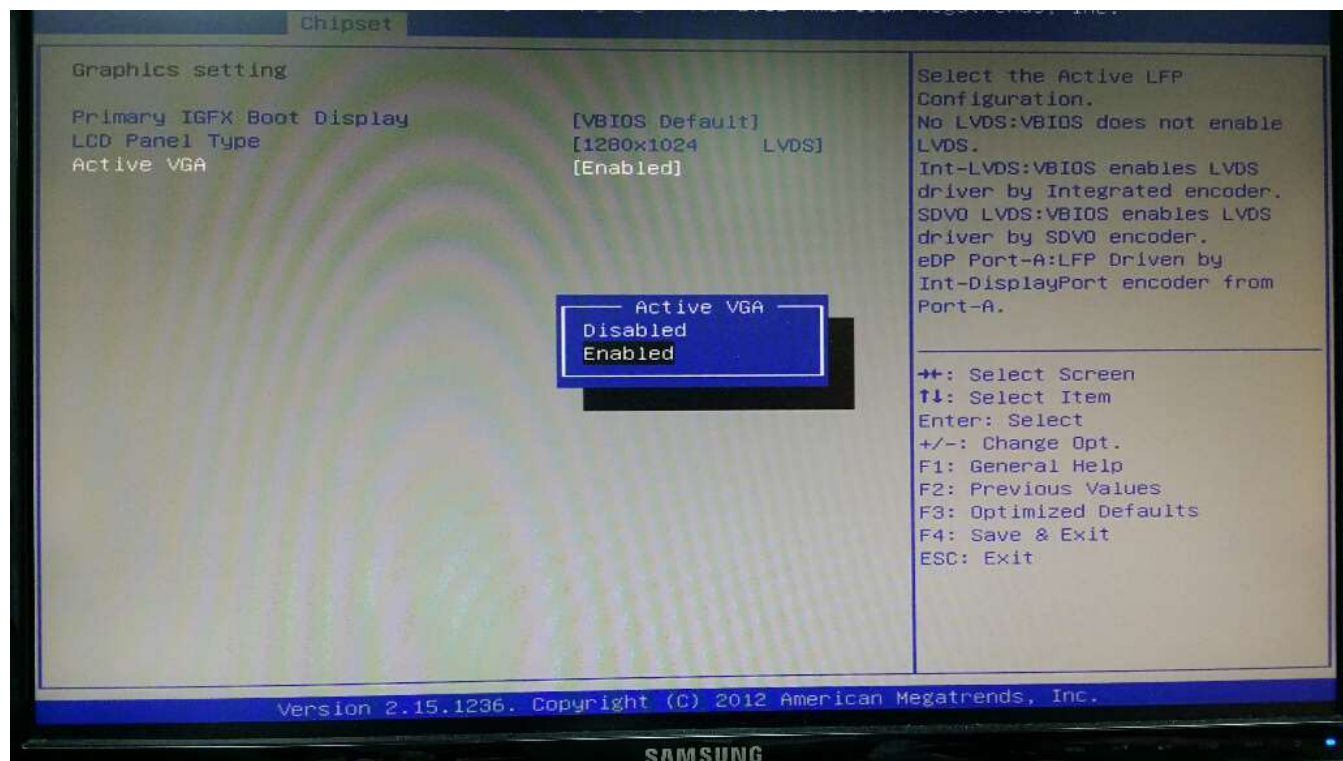 Chipset
American Megatrends, Inc.
Graphics setting
Primary IGFX Boot Display [VBIOS Default]
LCD Panel Type [1280x1024 LVDS]
Active VGA [Enabled]
Active VGA
Disabled
Enabled
Select the Active LFP
Configuration.
No LVDS:VBIOS does not enable
LVDS.
Int-LVDS:VBIOS enables LVDS
driver by Integrated encoder.
SDVO LVDS:VBIOS enables LVDS
driver by SDVO encoder.
eDP Port-A:LFP Driven by
Int-DisplayPort encoder from
Port-A.
→←: Select Screen
↑↓: Select Item
Enter: Select
+/-: Change Opt.
F1: General Help
F2: Previous Values
F3: Optimized Defaults
F4: Save & Exit
ESC: Exit
Version 2.15.1236. Copyright (C) 2012 American Megatrends, Inc.
SAMSUNG